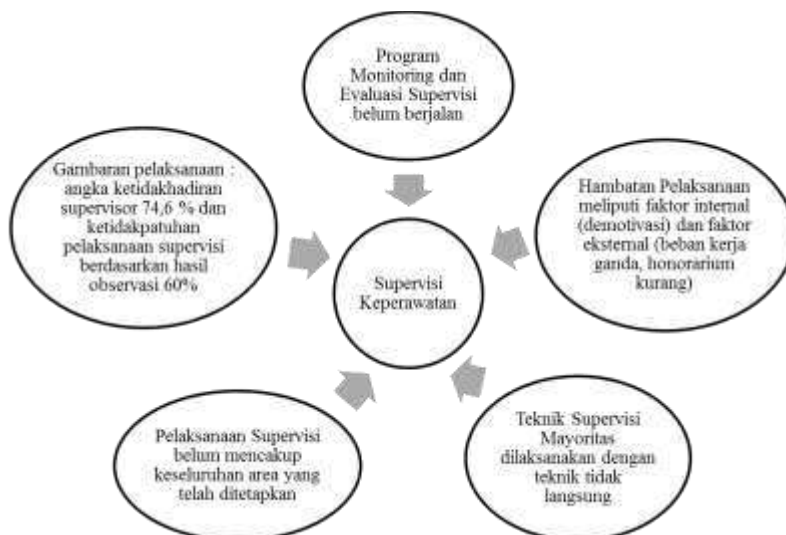 Program
Monitoring dan
Evaluasi Supervisi
belum berjalan
Gambaran pelaksanaan :
angka ketidakhadiran
supervisor 74,6 % dan
ketidakpatuhan
pelaksanaan supervisi
berdasarkan hasil
observasi 60%
Hambatan Pelaksanaan
meliputi faktor internal
(demotivasi) dan faktor
eksternal (beban kerja
ganda, honorarium
kurang)
Supervisi
Keperawatan
Pelaksanaan Supervisi
belum mencakup
keseluruhan area yang
telah ditetapkan
Teknik Supervisi
Mayoritas
dilaksanakan dengan
teknik tidak
langsung